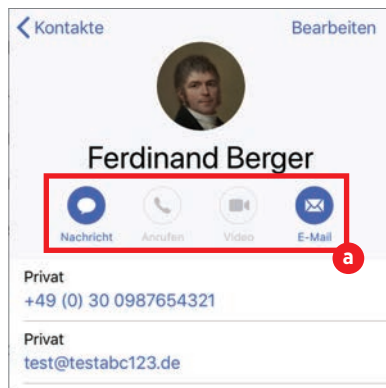 Kontakte Bearbeiten
Ferdinand Berger
Nachricht Anrufen Video E-Mail
a
Privat
+49 (0) 30 0987654321
Privat
test@testabc123.de